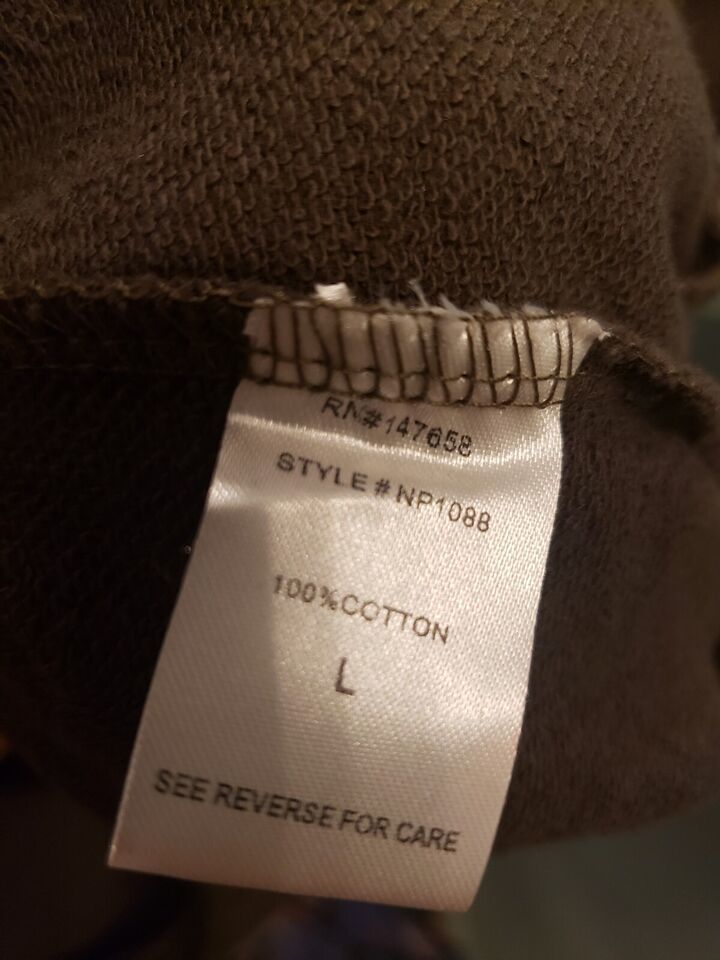 RN#147658
STYLE # NP1088
100%COTTON
L
SEE REVERSE FOR CARE